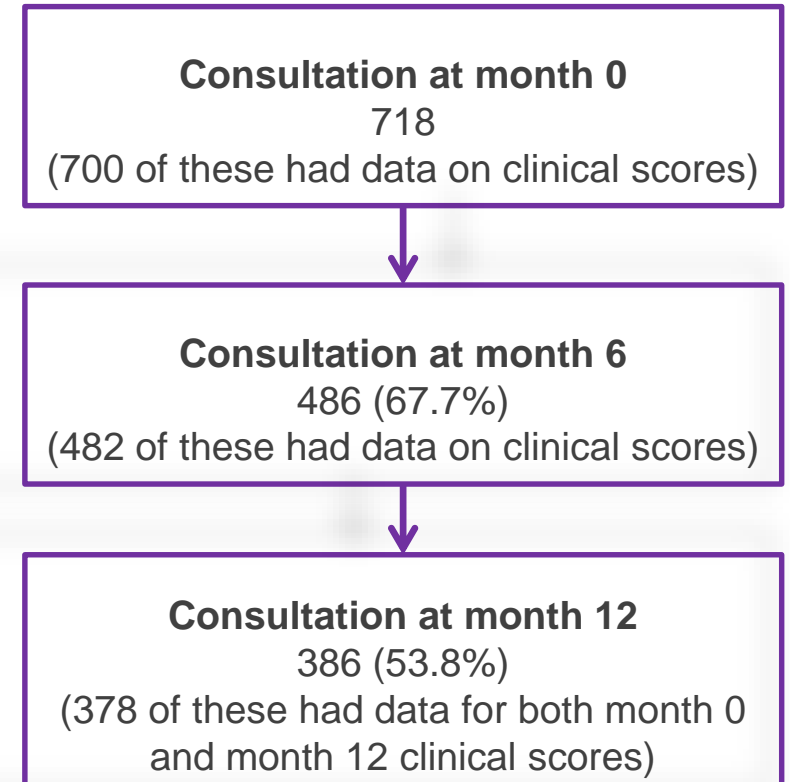 Consultation at month 0
718
(700 of these had data on clinical scores)
Consultation at month 6
486 (67.7%)
(482 of these had data on clinical scores)
Consultation at month 12
386 (53.8%)
(378 of these had data for both month 0
and month 12 clinical scores)